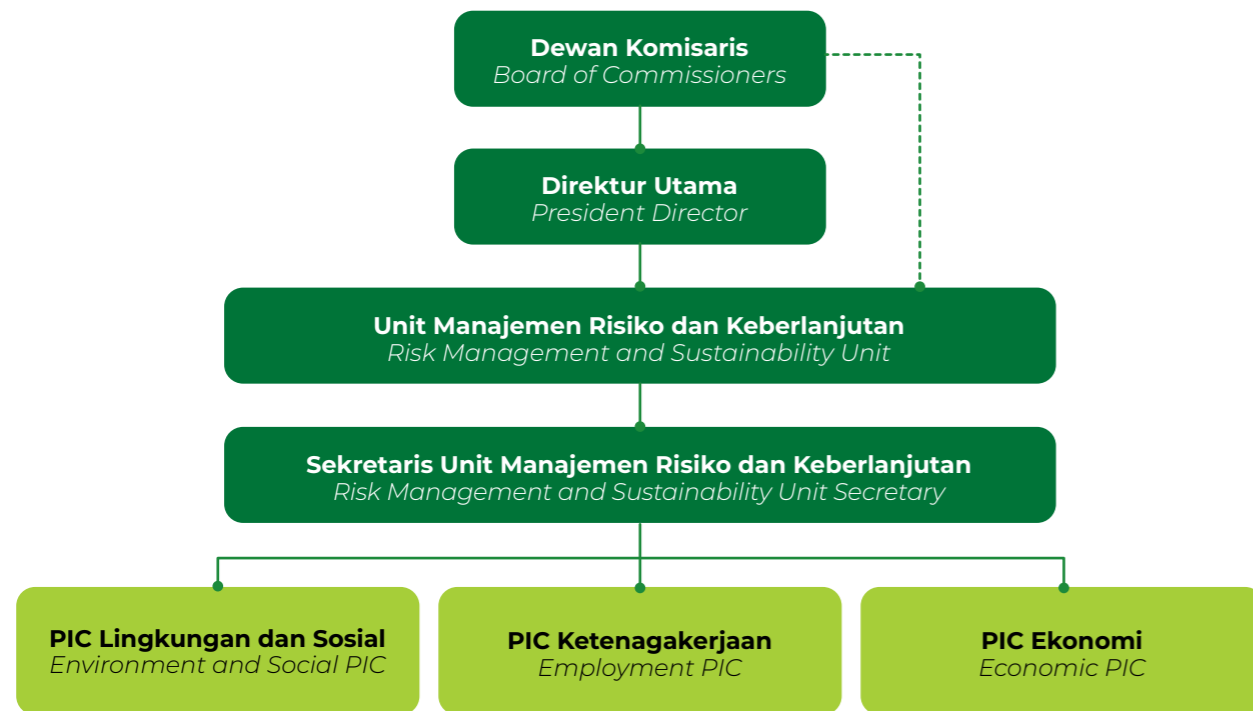 Dewan Komisaris
Board of Commissioners
Direktur Utama
President Director
Unit Manajemen Risiko dan Keberlanjutan
Risk Management and Sustainability Unit
Sekretaris Unit Manajemen Risiko dan Keberlanjutan
Risk Management and Sustainability Unit Secretary
PIC Lingkungan dan Sosial
Environment and Social PIC
PIC Ketenagakerjaan
Employment PIC
PIC Ekonomi
Economic PIC